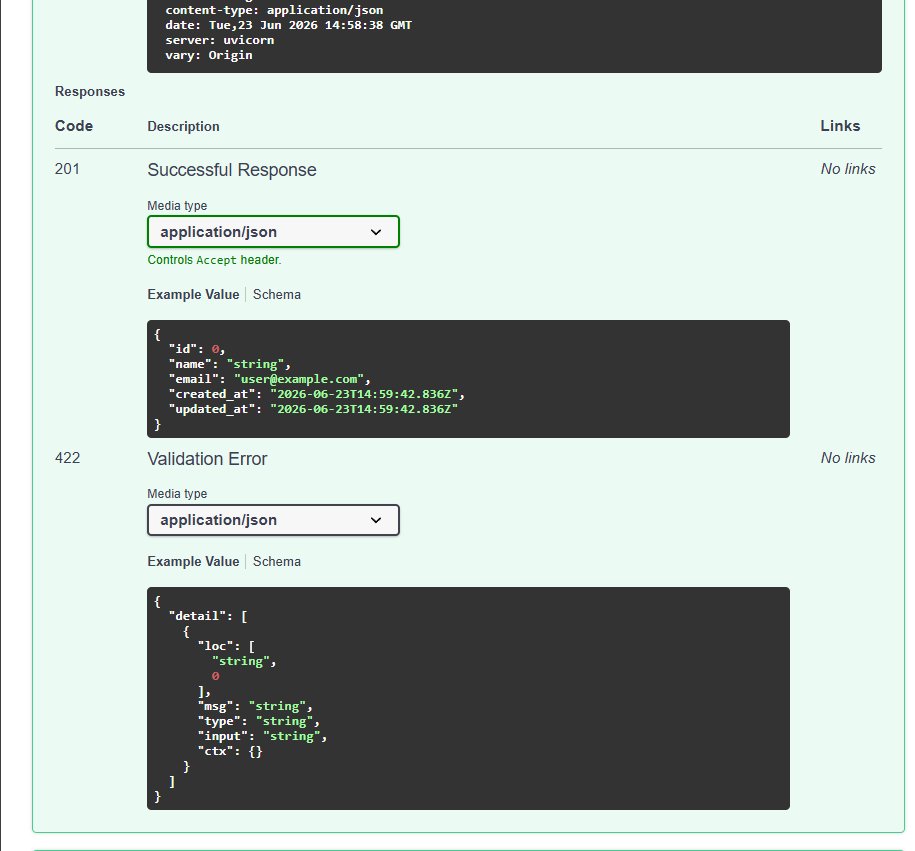 content-type: application/json
date: Tue,23 Jun 2026 14:58:38 GMT
server: uvicorn
vary: Origin
Responses
Code Description Links
201 Successful Response No links
Media type
application/json
Controls Accept header.
Example Value Schema
{
"id": 0,
"name": "string",
"email": "user@example.com",
"created_at": "2026-06-23T14:59:42.836Z",
"updated_at": "2026-06-23T14:59:42.836Z"
}
422 Validation Error No links
Media type
application/json
Example Value Schema
{
"detail": [
{
"loc": [
"string",
0
],
"msg": "string",
"type": "string",
"input": "string",
"ctx": {}
}
]
}